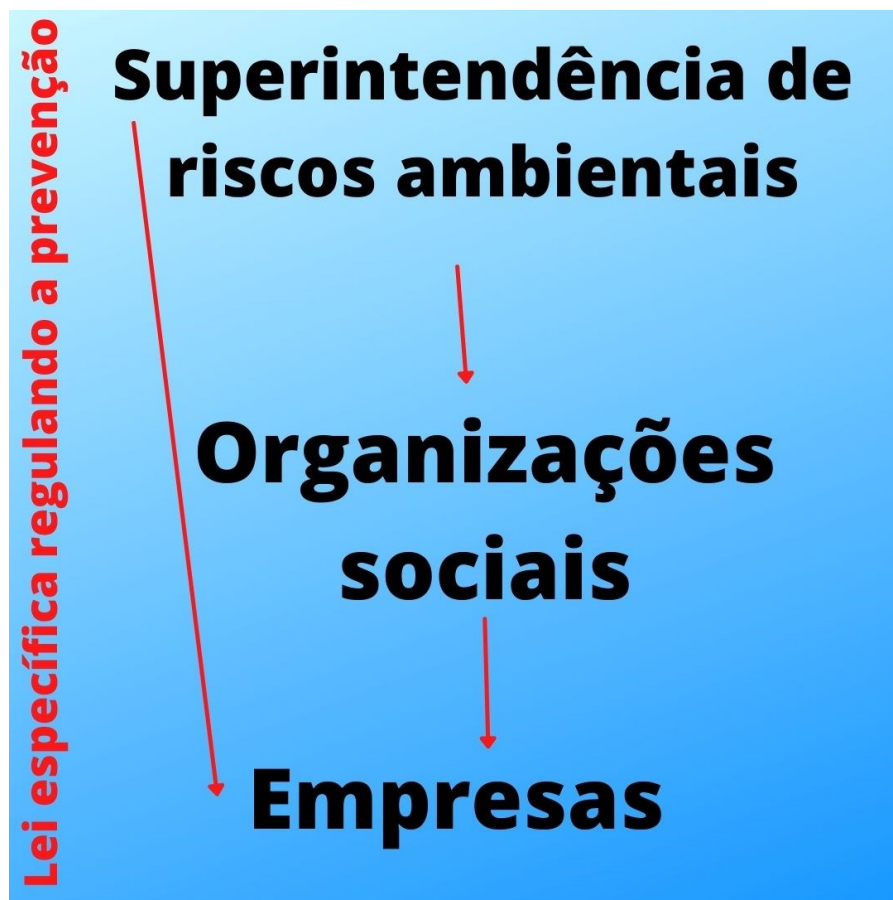 Lei específica regulando a prevenção
Superintendência de
riscos ambientais
Organizações
sociais
Empresas